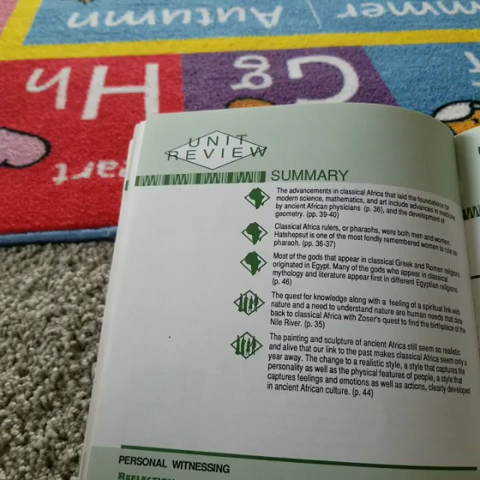 Autumn
mmer
Hh
Gg
eart
UNIT
REVIEW
SUMMARY
The advancements in classical Africa that laid the foundations for
modern science, mathematics, and art include advances in medicine
by ancient African physicians (p. 36), and the development of
geometry. (pp. 39-40)
Classical Africa rulers, or pharaohs, were both men and women.
Hatshepsut is one of the most fondly remembered women to rule as
pharaoh. (pp. 36-37)
Most of the gods that appear in classical Greek and Roman religions
originated in Egypt. Many of the gods who appear in classical
mythology and literature appear first in different Egyptian religions.
(p. 46)
The quest for knowledge along with a feeling of a spiritual link with
nature and a need to understand nature are human needs that date
back to classical Africa with Zoser's quest to find the birthplace of the
Nile River. (p. 35)
The painting and sculpture of ancient Africa still seem so realistic
and alive that our link to the past makes classical Africa seem only a
year away. The change to a realistic style, a style that captures the
personality as well as the physical features of people, a style that
captures feelings and emotions as well as actions, clearly developed
in ancient African culture. (p. 44)
PERSONAL WITNESSING
REFLECTION